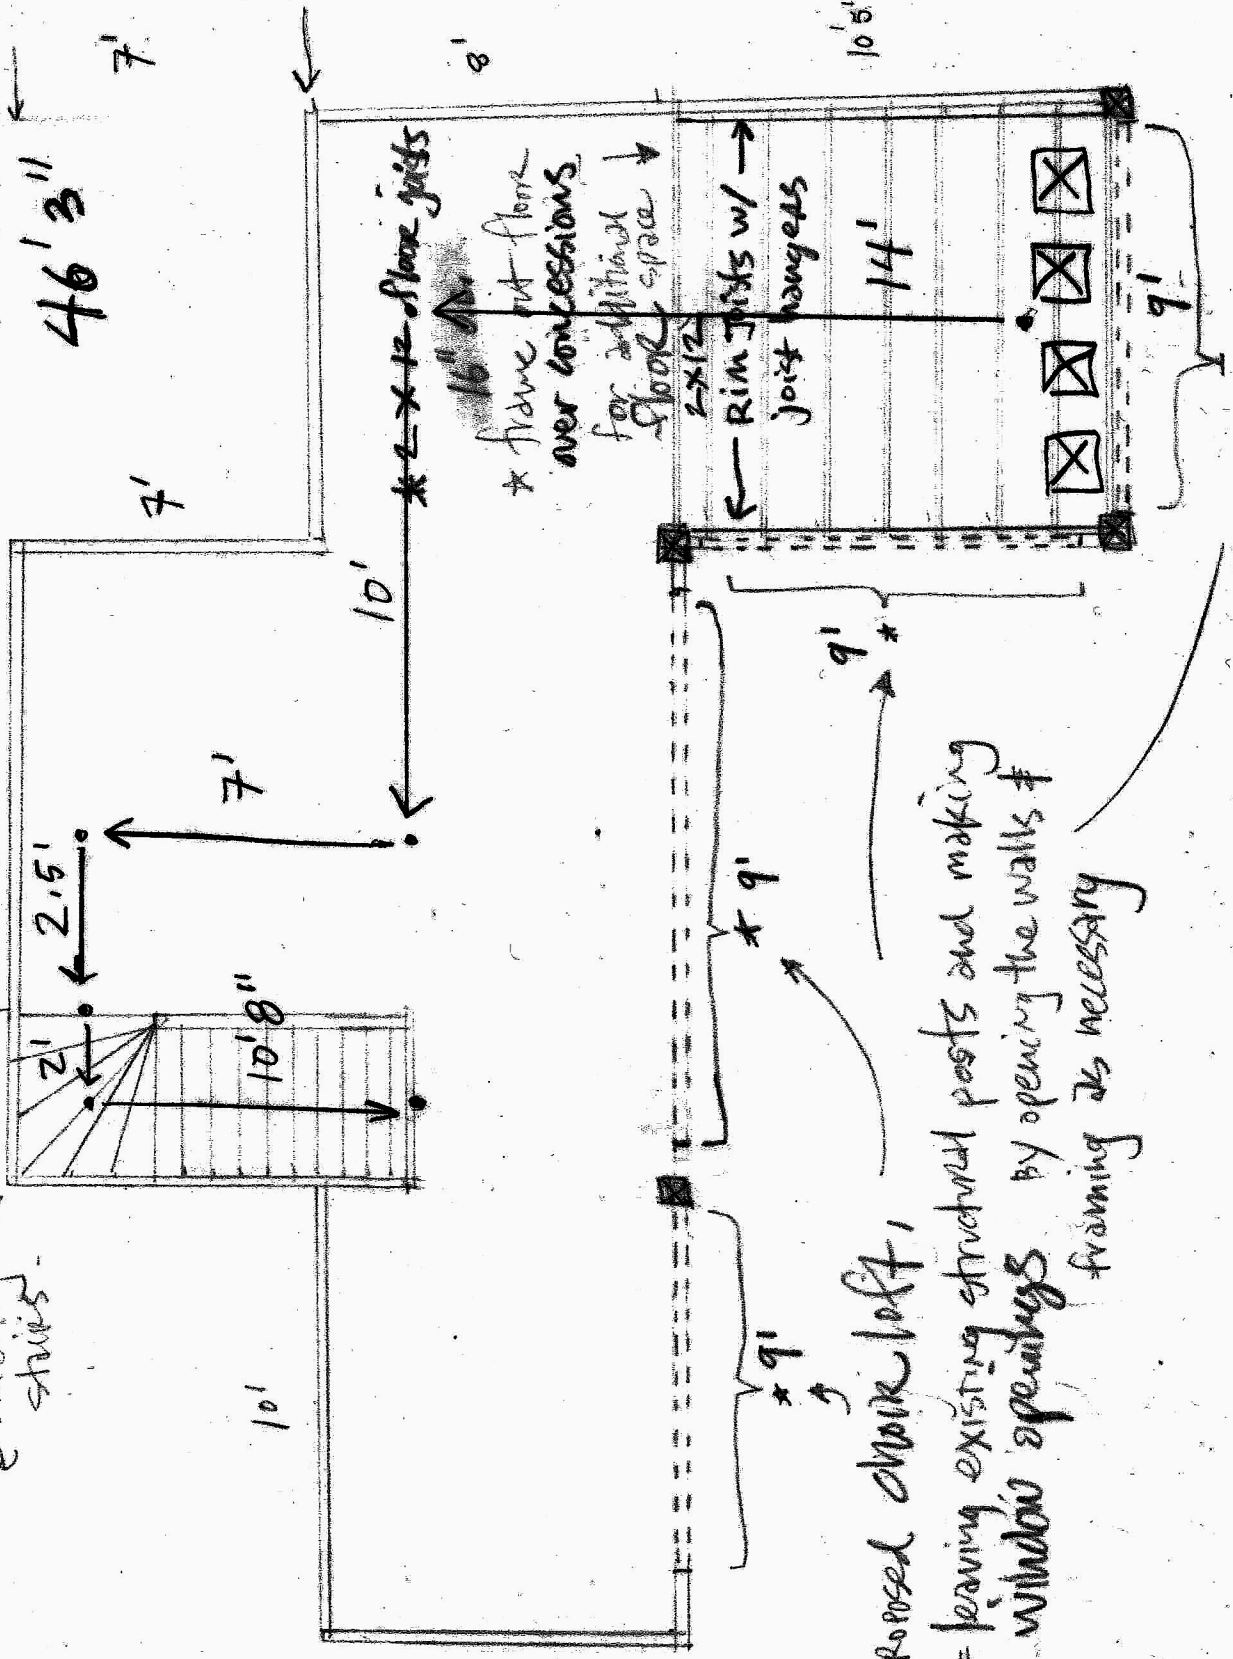 stairs-
10'
2'
10' 8"
2.5'
7'
10'
7'
46' 3"
7'
8'
10' 5"
* 2 x 12 floor joists
16" o.c.
* frame out floor
over concessions
for additional
floor space
2x12
Rim Joists w/
joist hangers
14'
9'
9'
*
* 9'
* 9'
Proposed choir loft,
= leaving existing structural posts and making
window openings by opening the walls &
framing as necessary